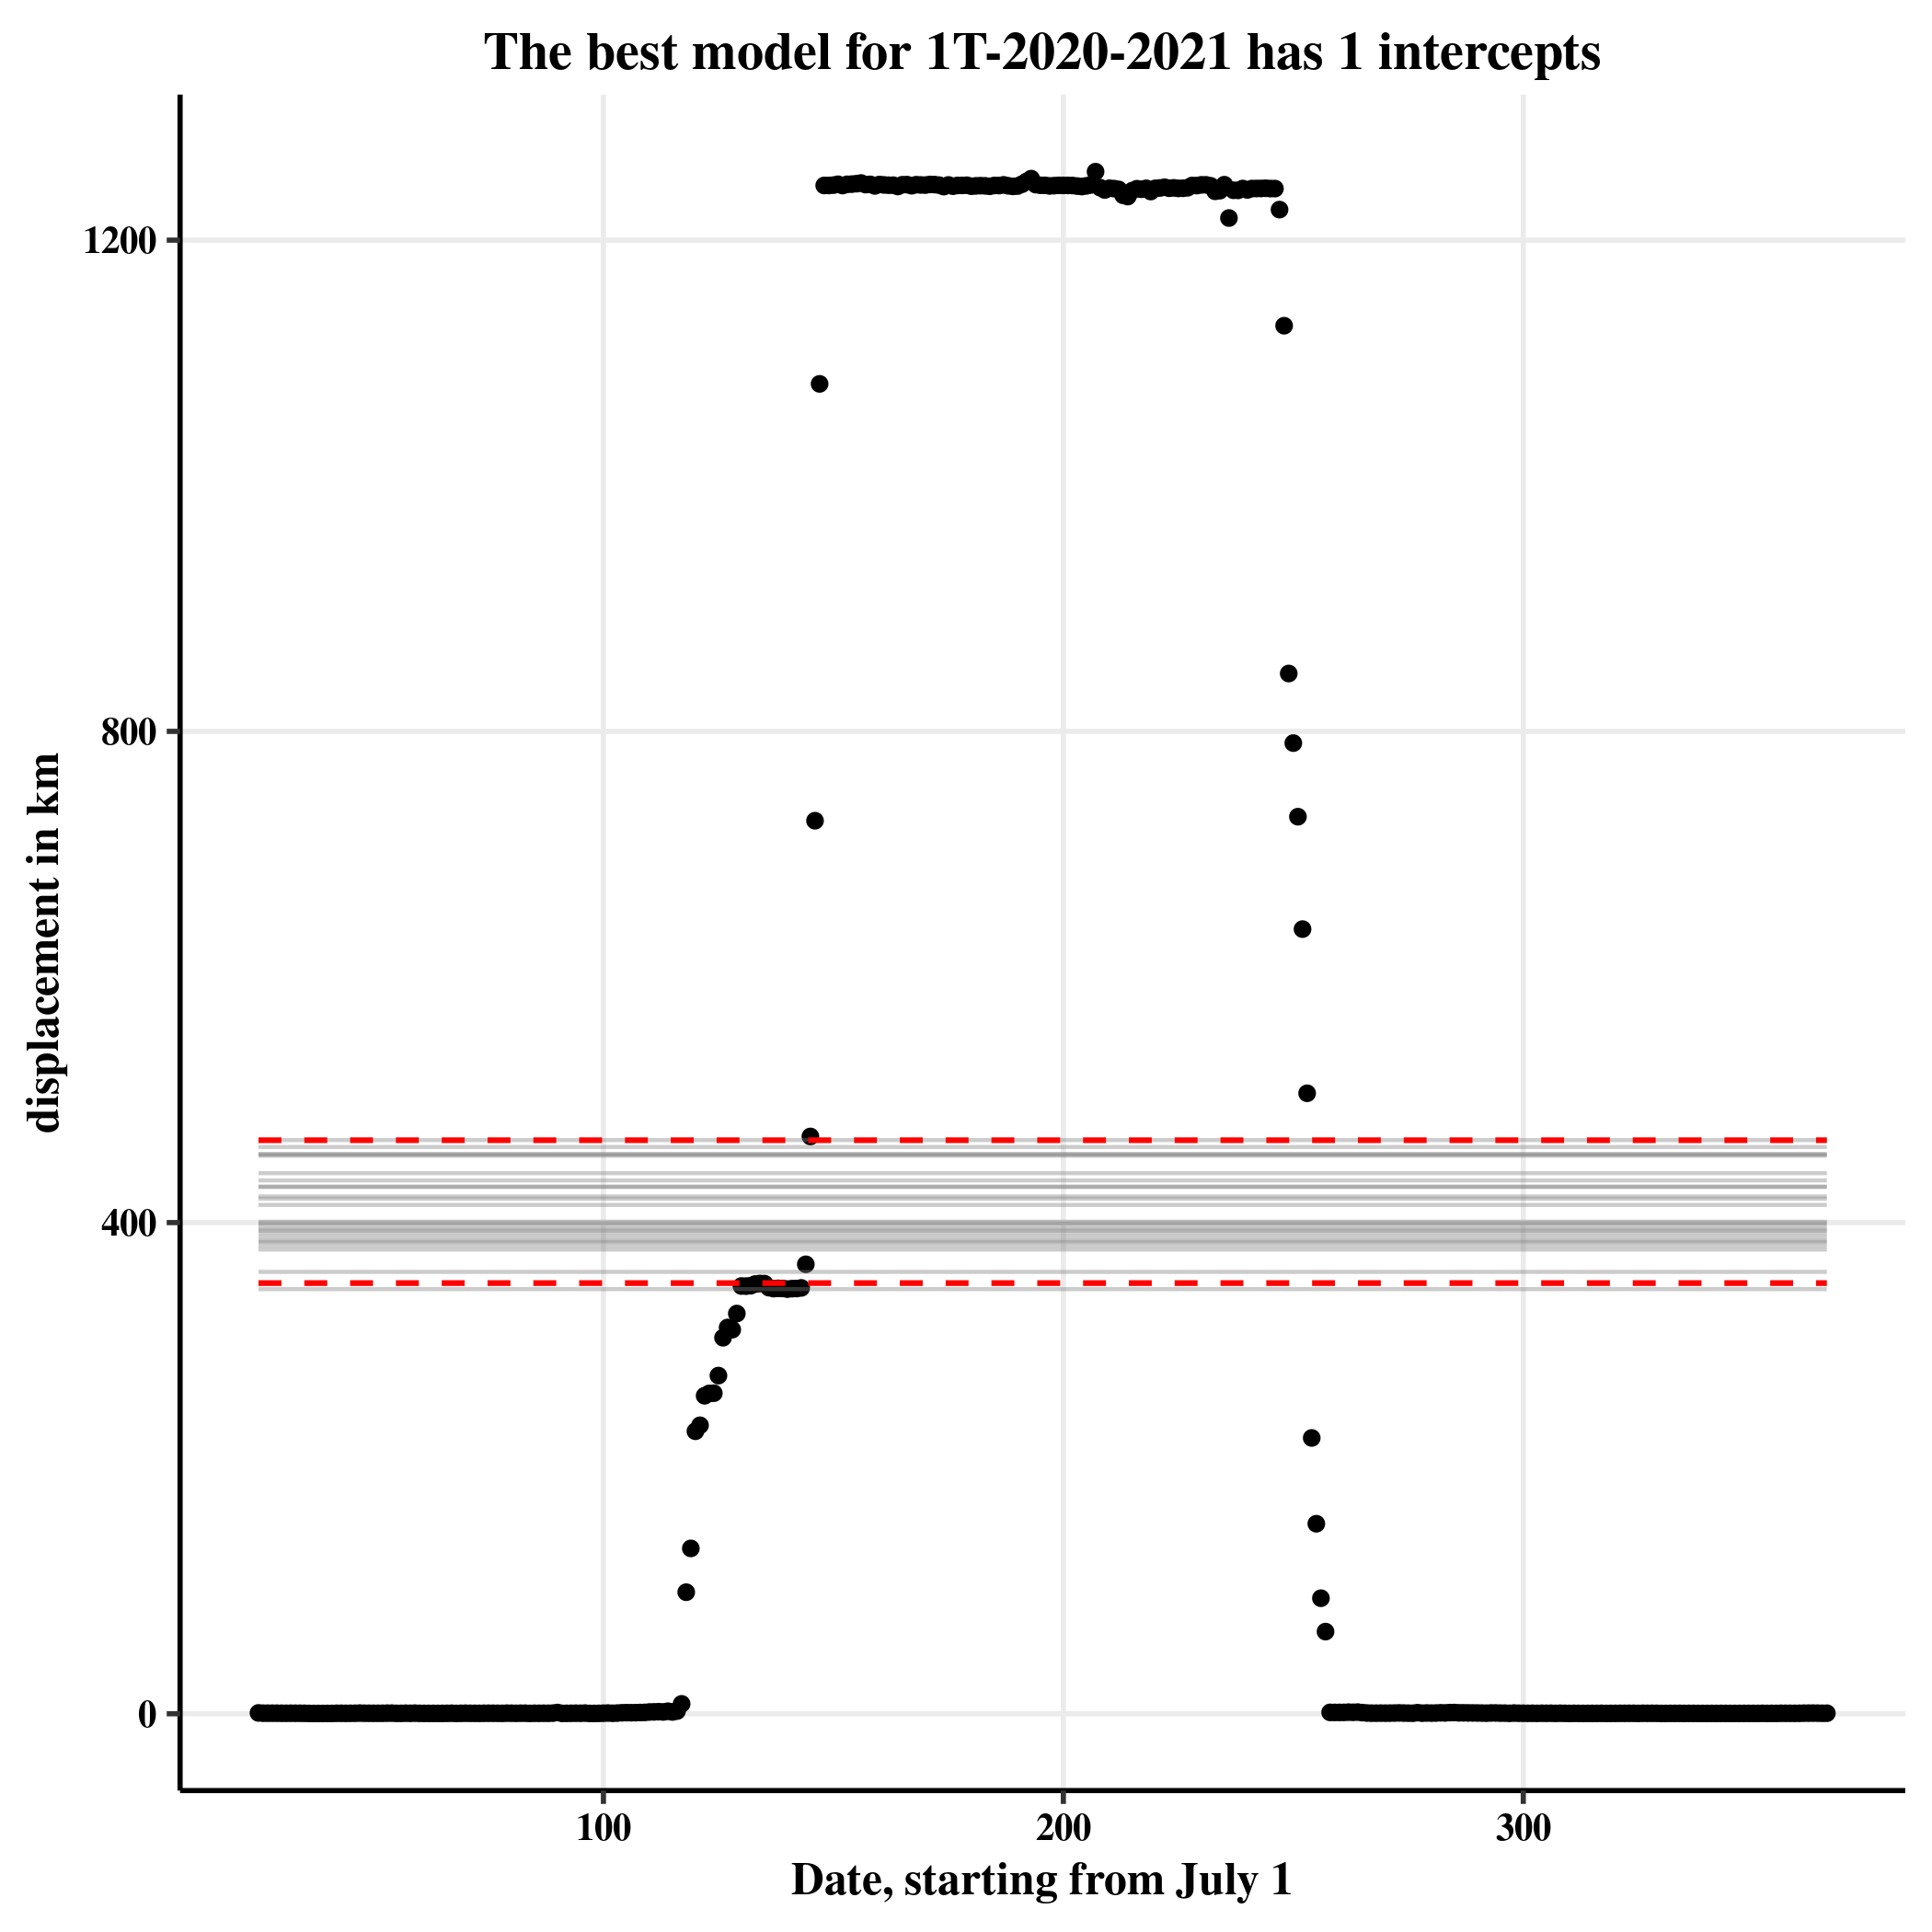 The best model for 1T-2020-2021 has 1 intercepts
displacement in km
1200
800
400
0
100
200
300
Date, starting from July 1